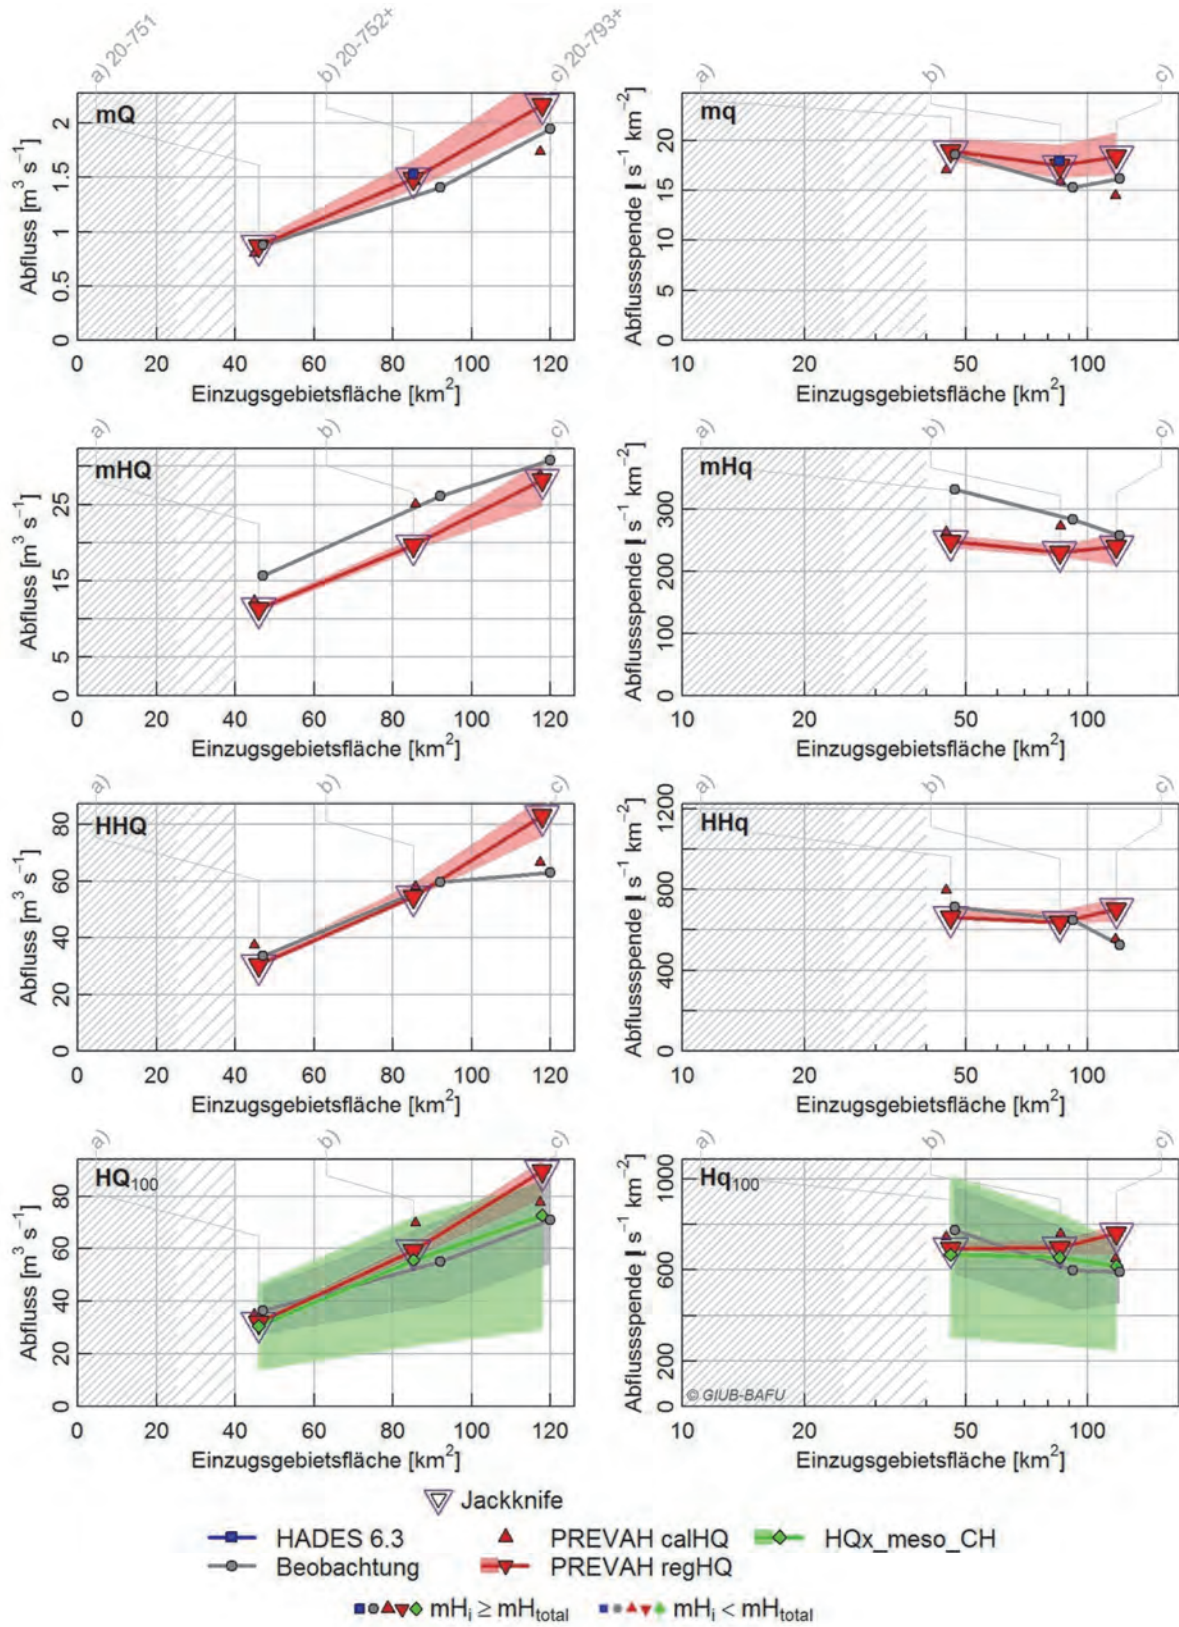 a) 20-751
b) 20-752+
c) 20-793+
a)
b)
c)
mQ
Abfluss [m³ s⁻¹]
0 0.5 1 1.5 2
0 20 40 60 80 100 120
Einzugsgebietsfläche [km²]
mq
Abflussspende [l s⁻¹ km⁻²]
0 5 10 15 20
10 50 100
Einzugsgebietsfläche [km²]
a)
b)
c)
a)
b)
c)
mHQ
Abfluss [m³ s⁻¹]
0 5 15 25
0 20 40 60 80 100 120
Einzugsgebietsfläche [km²]
mHq
Abflussspende [l s⁻¹ km⁻²]
0 100 200 300
10 50 100
Einzugsgebietsfläche [km²]
a)
b)
c)
a)
b)
c)
HHQ
Abfluss [m³ s⁻¹]
0 20 40 60 80
0 20 40 60 80 100 120
Einzugsgebietsfläche [km²]
HHq
Abflussspende [l s⁻¹ km⁻²]
0 400 800 1200
10 50 100
Einzugsgebietsfläche [km²]
a)
b)
c)
a)
b)
c)
HQ₁₀₀
Abfluss [m³ s⁻¹]
0 20 40 60 80
0 20 40 60 80 100 120
Einzugsgebietsfläche [km²]
Hq₁₀₀
Abflussspende [l s⁻¹ km⁻²]
0 200 400 600 1000
© GIUB-BAFU
10 50 100
Einzugsgebietsfläche [km²]
Jackknife
HADES 6.3
PREVAH calHQ
HQx_meso_CH
Beobachtung
PREVAH regHQ
mHᵢ ≥ mH_total
mHᵢ < mH_total